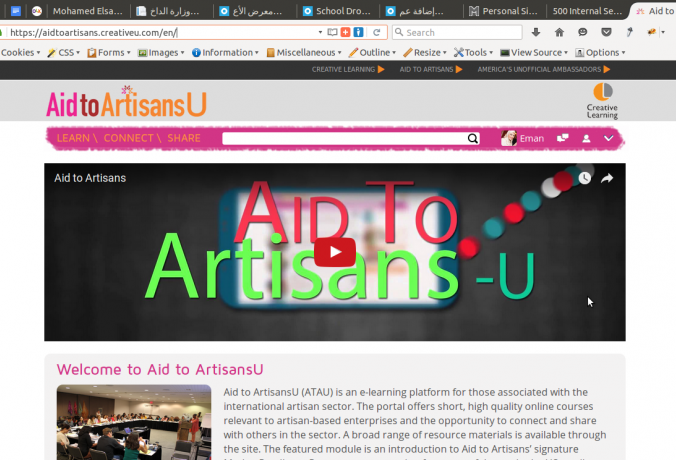 Mohamed Elsa...
وزارة الداخ...
معرض الأع...
School Dro...
إضافة عم...
Personal Si...
500 Internal Se...
Aid to
https://aidtoartisans.creativeu.com/en/
Search
Cookies CSS Forms Images Information Miscellaneous Outline Resize Tools View Source Options
CREATIVE LEARNING AID TO ARTISANS AMERICA'S UNOFFICIAL AMBASSADORS
Aid to Artisans U
Creative
Learning
LEARN \ CONNECT \ SHARE
Eman
Aid to Artisans
AID TO
Artisans -U
Welcome to Aid to ArtisansU
Aid to ArtisansU (ATAU) is an e-learning platform for those associated with the
international artisan sector. The portal offers short, high quality online courses
relevant to artisan-based enterprises and the opportunity to connect and share
with others in the sector. A broad range of resource materials is available through
the site. The featured module is an introduction to Aid to Artisans' signature